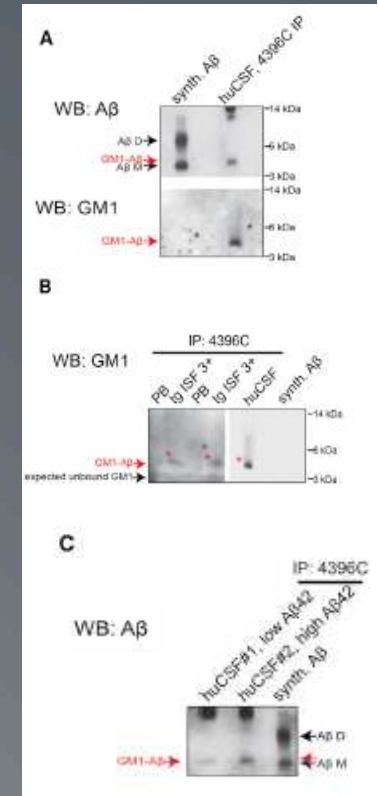 A
synth. Aβ
huCSF, 4396C IP
WB: Aβ
14 kDa
Aβ D
6 kDa
GM1-Aβ
Aβ M
3 kDa
14 kDa
WB: GM1
6 kDa
GM1-Aβ
3 kDa
B
IP: 4396C
WB: GM1
PB
tg ISF 3+
PB
tg ISF 3+
huCSF
synth. Aβ
14 kDa
6 kDa
GM1-Aβ
expected unbound GM1
3 kDa
C
IP: 4396C
huCSF#1, low Aβ42
huCSF#2, high Aβ42
synth. Aβ
WB: Aβ
Aβ D
GM1-Aβ
Aβ M